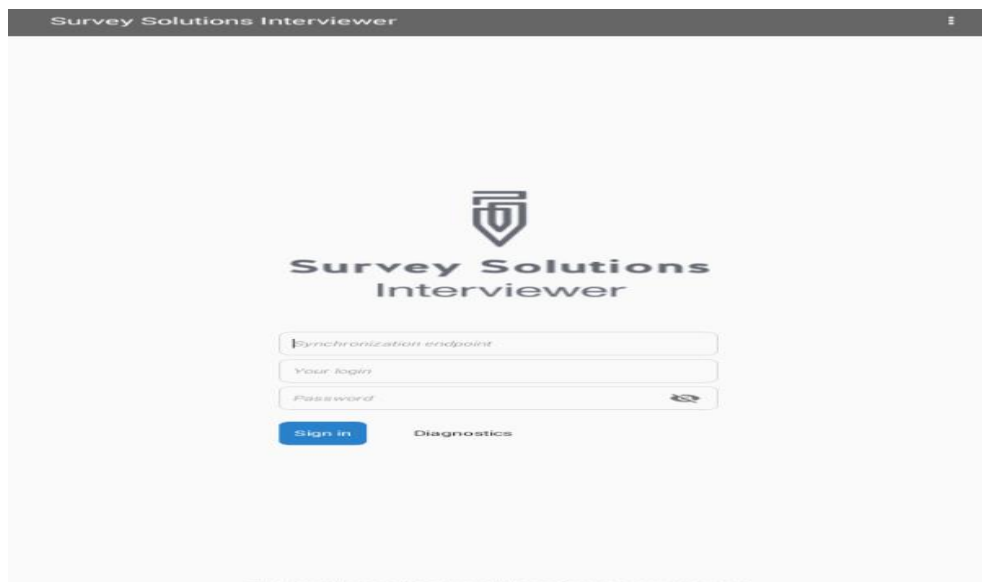 Survey Solutions Interviewer
Survey Solutions
Interviewer
Synchronization endpoint
Your login
Password
Sign in
Diagnostics